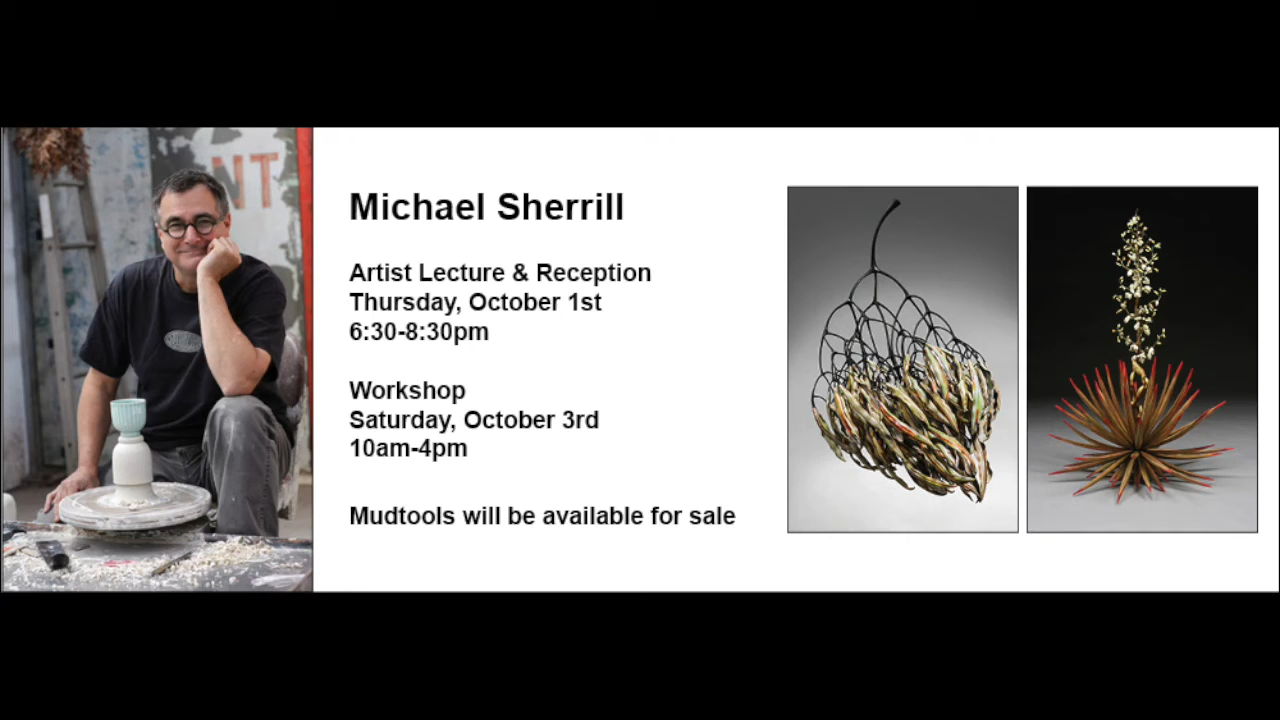 NT
Michael Sherrill
Artist Lecture & Reception
Thursday, October 1st
6:30-8:30pm
Workshop
Saturday, October 3rd
10am-4pm
Mudtools will be available for sale